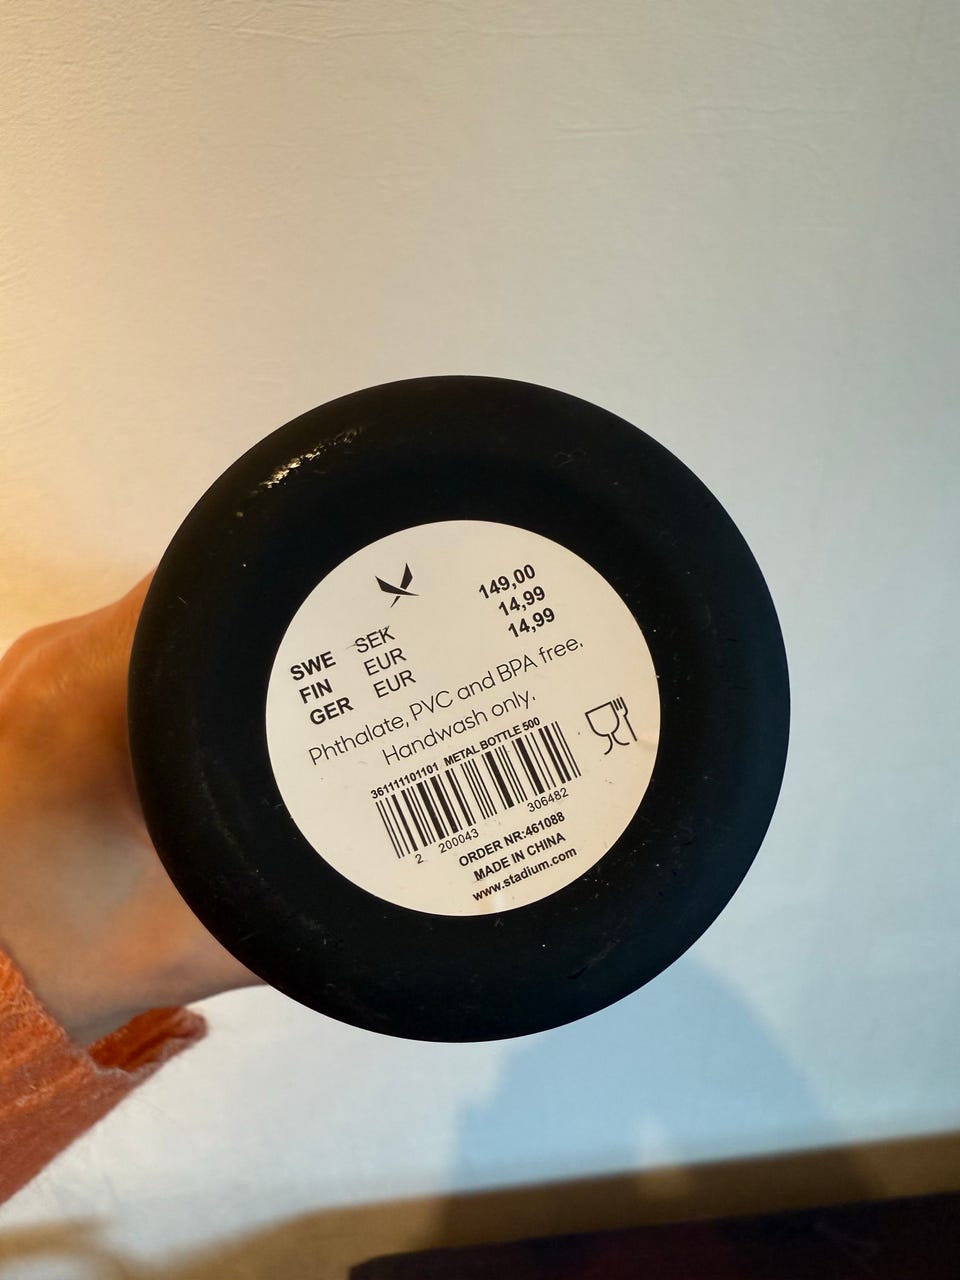 SWE SEK 149,00
FIN EUR 14,99
GER EUR 14,99
Phthalate, PVC and BPA free.
Handwash only.
361111101101 METAL BOTTLE 500
2 200043 306482
ORDER NR:461088
MADE IN CHINA
www.stadium.com